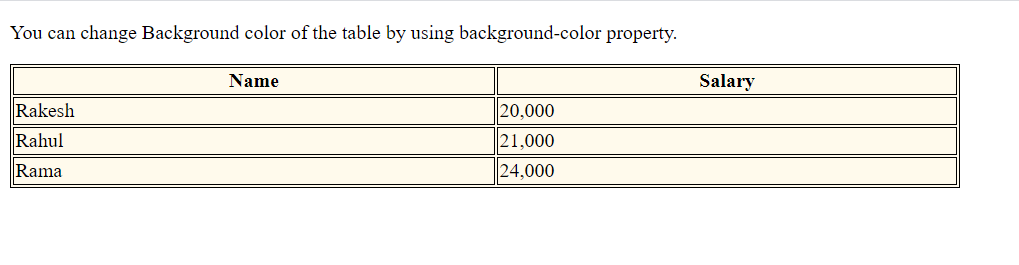 You can change Background color of the table by using background-color property.
Name Salary
Rakesh 20,000
Rahul 21,000
Rama 24,000